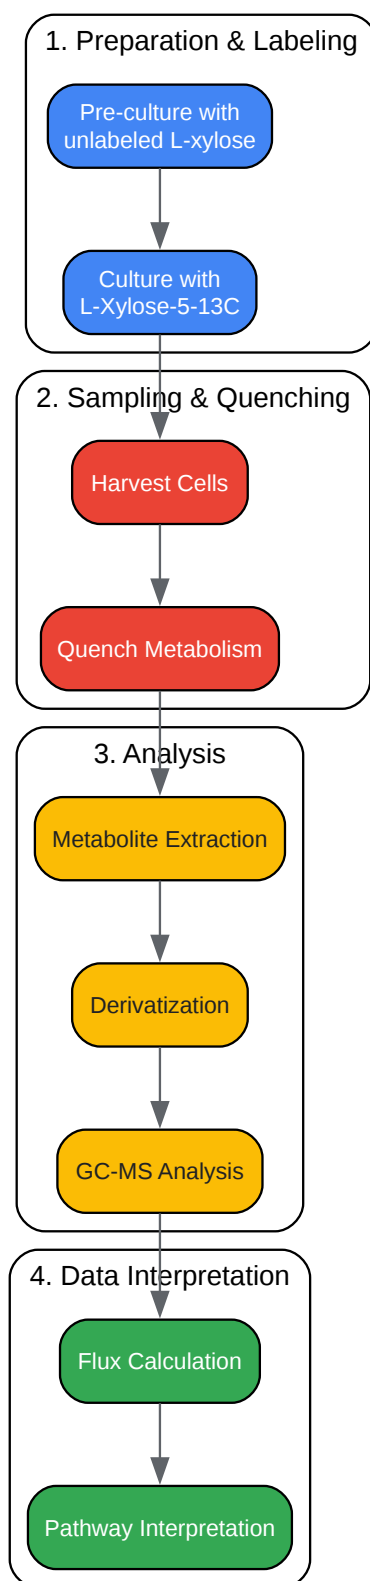 1. Preparation & Labeling
Pre-culture with
unlabeled L-xylose
Culture with
L-Xylose-5-13C
2. Sampling & Quenching
Harvest Cells
Quench Metabolism
3. Analysis
Metabolite Extraction
Derivatization
GC-MS Analysis
4. Data Interpretation
Flux Calculation
Pathway Interpretation